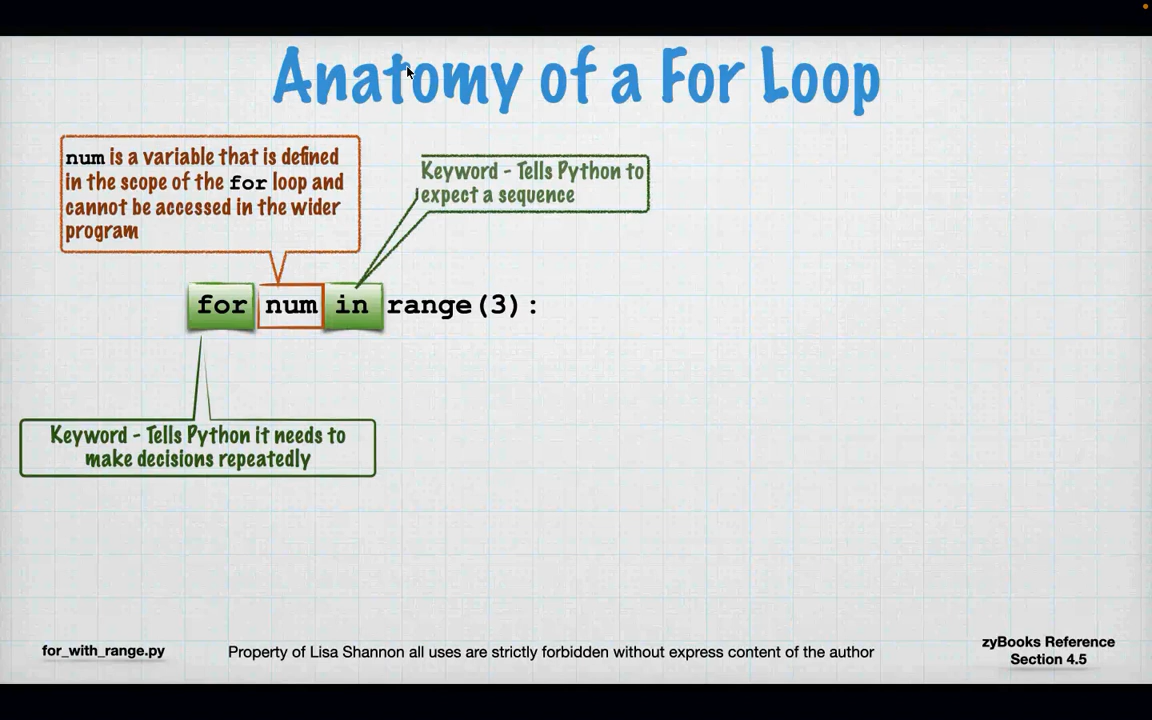 Anatomy of a For Loop
num is a variable that is defined
in the scope of the for loop and
cannot be accessed in the wider
program
Keyword - Tells Python to
expect a sequence
for num in range(3):
Keyword - Tells Python it needs to
make decisions repeatedly
for_with_range.py
Property of Lisa Shannon all uses are strictly forbidden without express content of the author
zyBooks Reference
Section 4.5